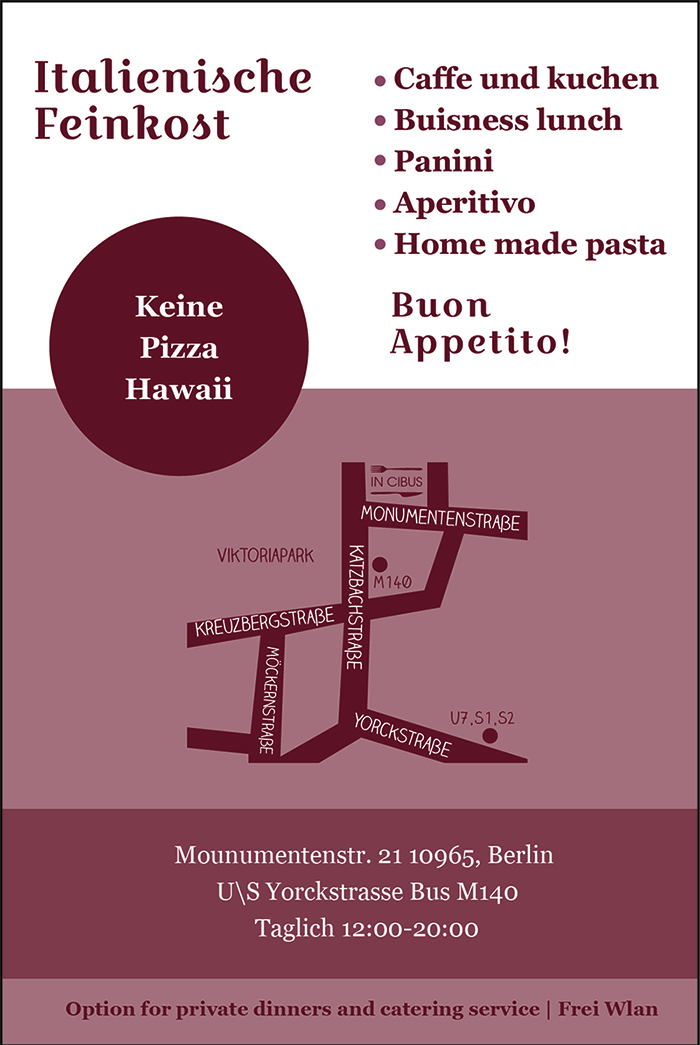 Italienische
Feinkost
• Caffe und kuchen
• Buisness lunch
• Panini
• Aperitivo
• Home made pasta
Buon
Appetito!
Keine
Pizza
Hawaii
IN CIBUS
MONUMENTENSTRAßE
VIKTORIAPARK
KATZBACHSTRAßE
M140
KREUZBERGSTRAßE
MÖCKERNSTRAßE
YORCKSTRAßE
U7,S1,S2
Mounumentenstr. 21 10965, Berlin
U\S Yorckstrasse Bus M140
Taglich 12:00-20:00
Option for private dinners and catering service | Frei Wlan